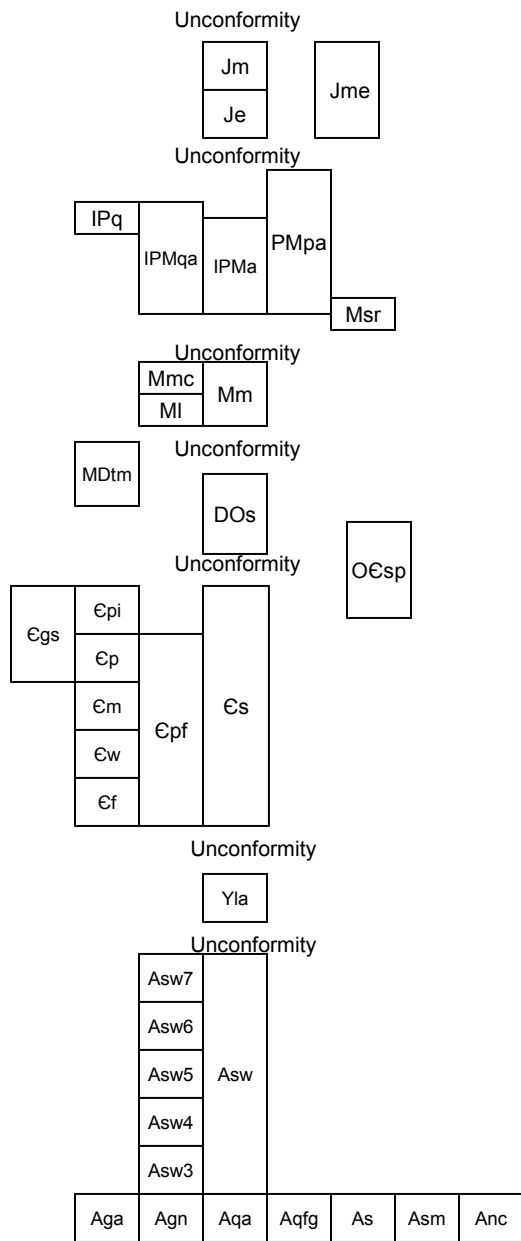 Unconformity
Jm
Jme
Je
Unconformity
IPq
IPMqa
IPMa
PMpa
Msr
Unconformity
Mmc
Mm
Ml
Unconformity
MDtm
DOs
OЄsp
Unconformity
Єgs
Єpi
Єp
Єm
Єw
Єf
Єpf
Єs
Unconformity
Yla
Unconformity
Asw7
Asw6
Asw5
Asw
Asw4
Asw3
Aga Agn Aqa Aqfg As Asm Anc